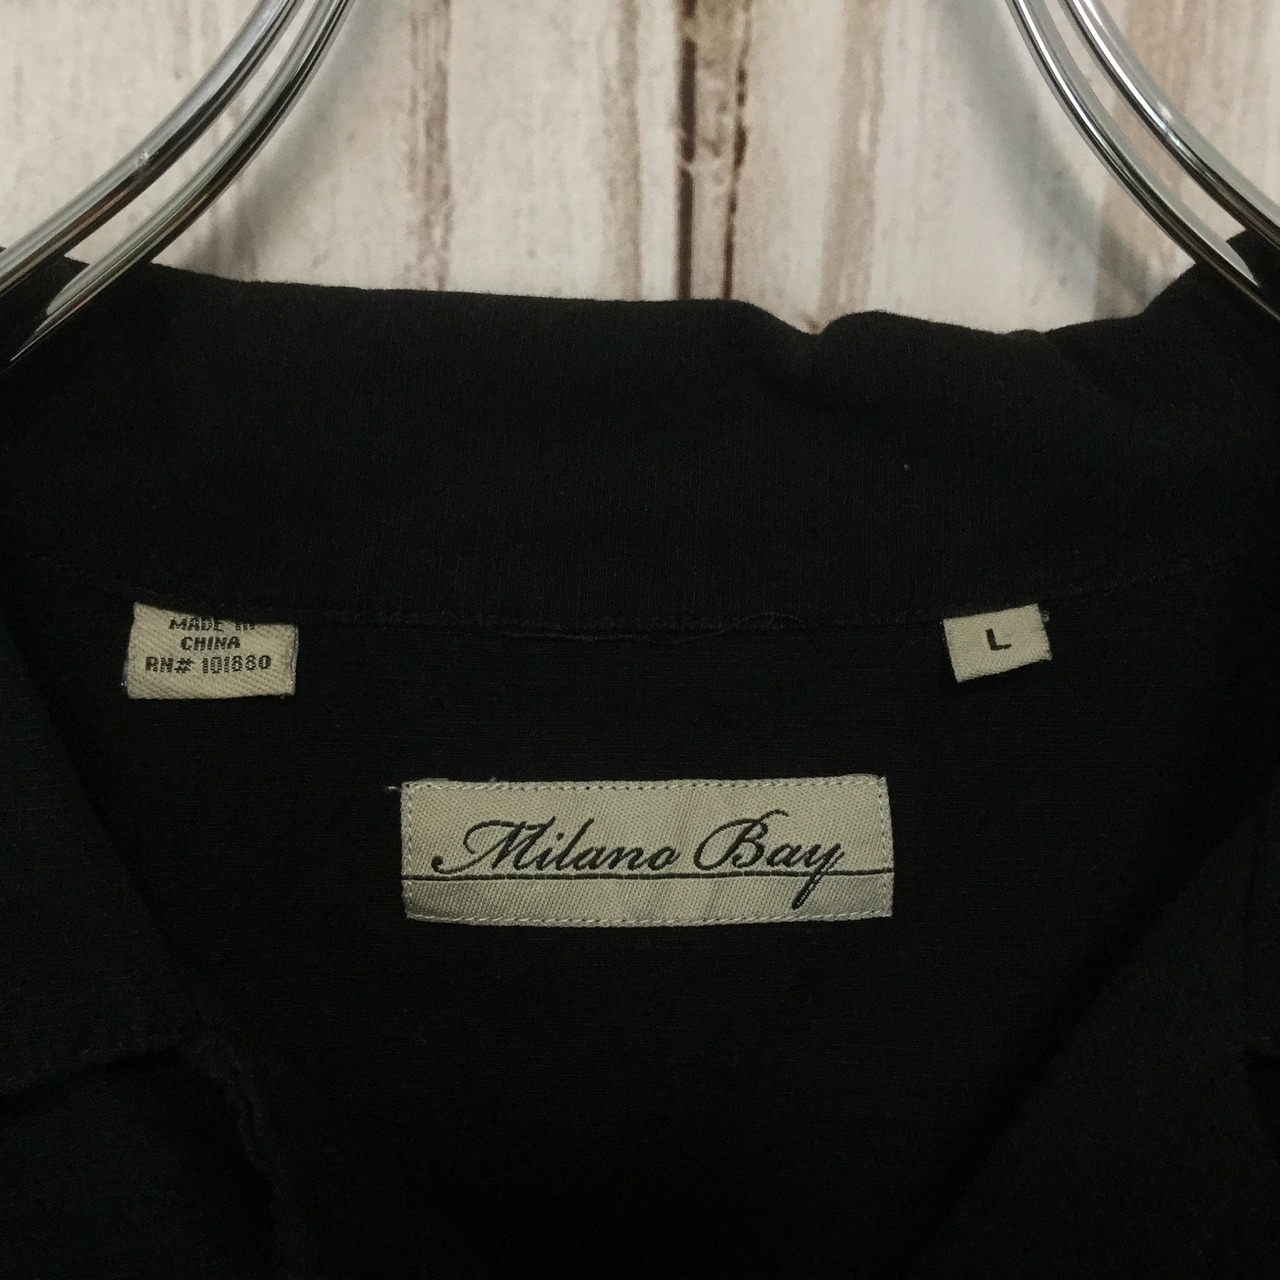 MADE IN
CHINA
RN# 101880
L
Milano Bay